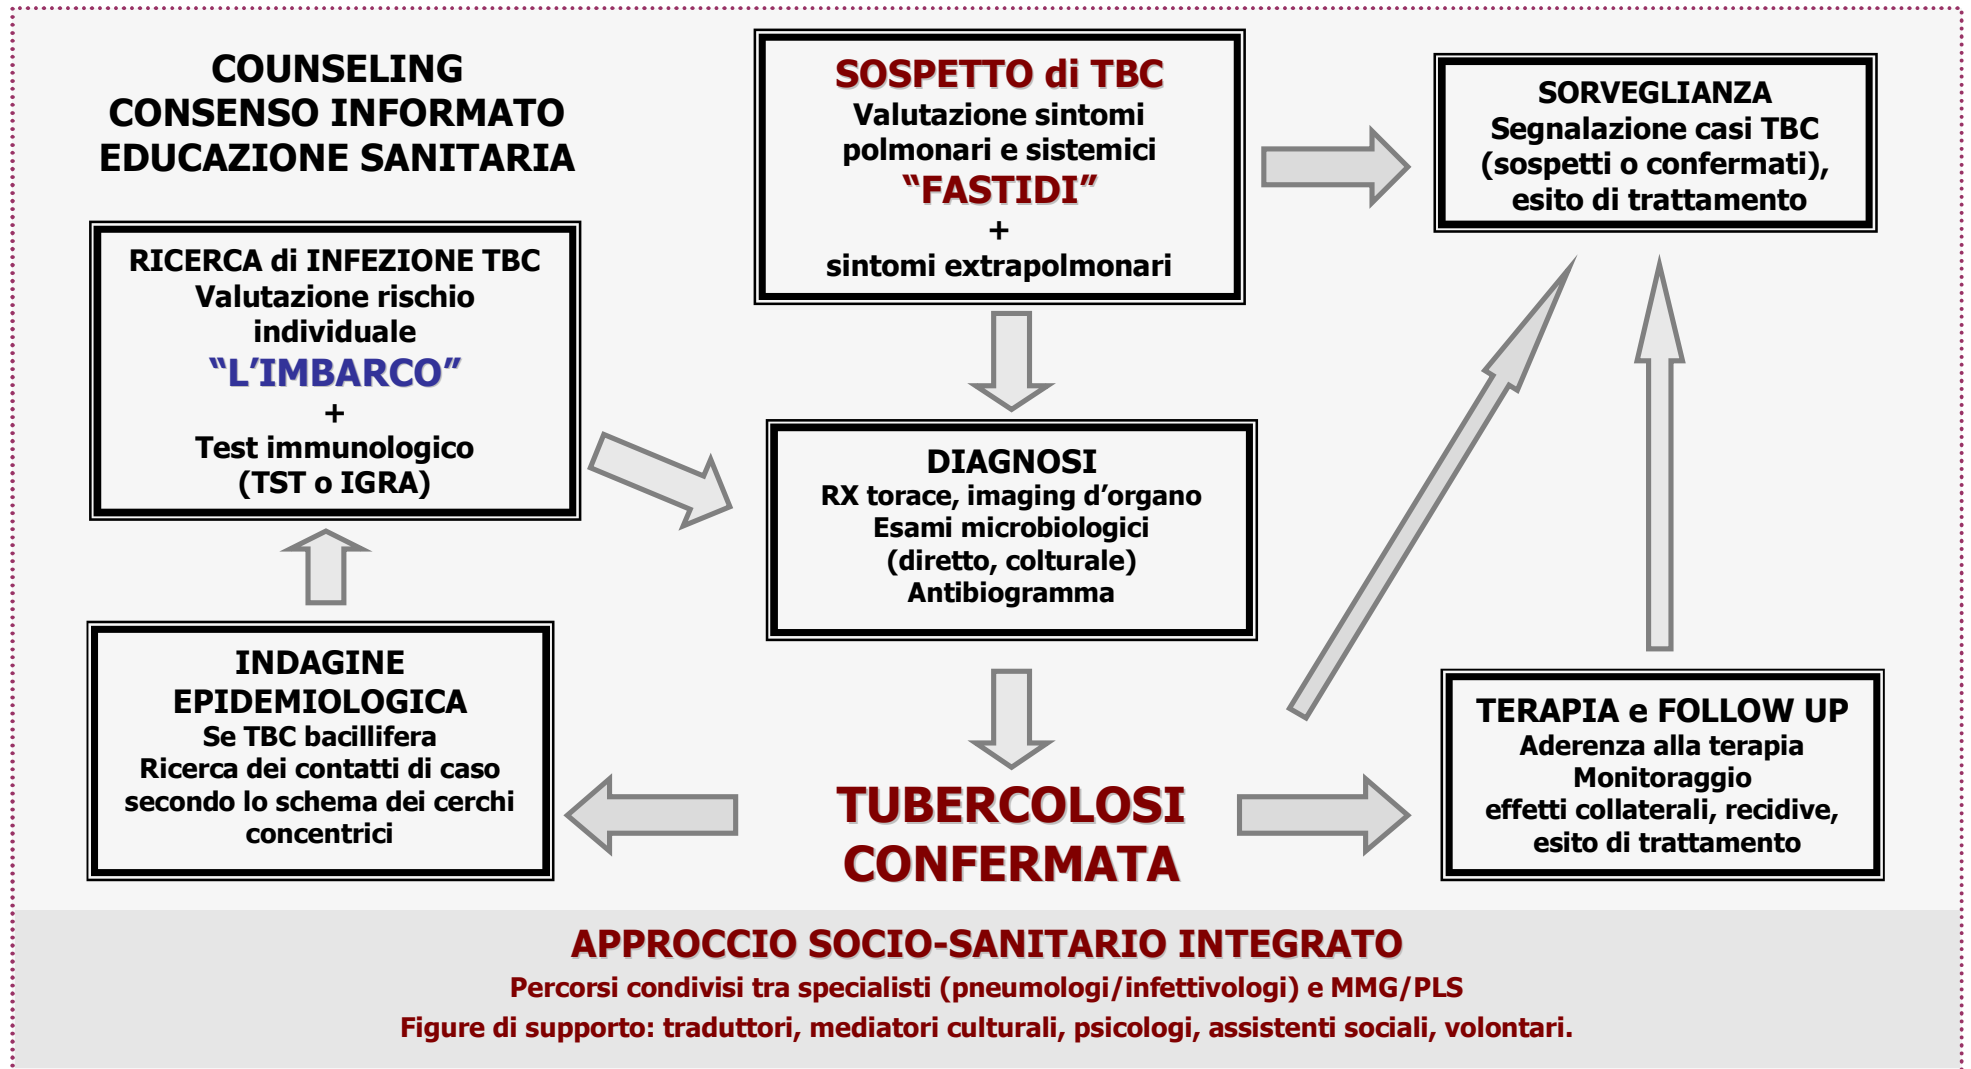 COUNSELING
CONSENSO INFORMATO
EDUCAZIONE SANITARIA
SOSPETTO di TBC
Valutazione sintomi
polmonari e sistemici
“FASTIDI”
+
sintomi extrapolmonari
SORVEGLIANZA
Segnalazione casi TBC
(sospetti o confermati),
esito di trattamento
RICERCA di INFEZIONE TBC
Valutazione rischio
individuale
“L’IMBARCO”
+
Test immunologico
(TST o IGRA)
DIAGNOSI
RX torace, imaging d’organo
Esami microbiologici
(diretto, colturale)
Antibiogramma
INDAGINE
EPIDEMIOLOGICA
Se TBC bacillifera
Ricerca dei contatti di caso
secondo lo schema dei cerchi
concentrici
TUBERCOLOSI
CONFERMATA
TERAPIA e FOLLOW UP
Aderenza alla terapia
Monitoraggio
effetti collaterali, recidive,
esito di trattamento
APPROCCIO SOCIO-SANITARIO INTEGRATO
Percorsi condivisi tra specialisti (pneumologi/infettivologi) e MMG/PLS
Figure di supporto: traduttori, mediatori culturali, psicologi, assistenti sociali, volontari.